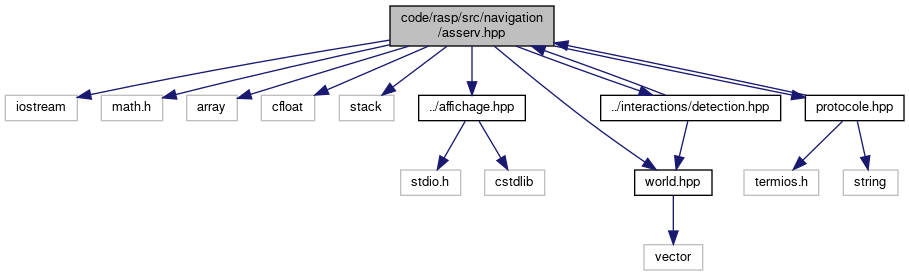 code/rasp/src/navigation
/asserv.hpp
iostream
math.h
array
cfloat
stack
../affichage.hpp
../interactions/detection.hpp
protocole.hpp
stdio.h
cstdlib
world.hpp
termios.h
string
vector